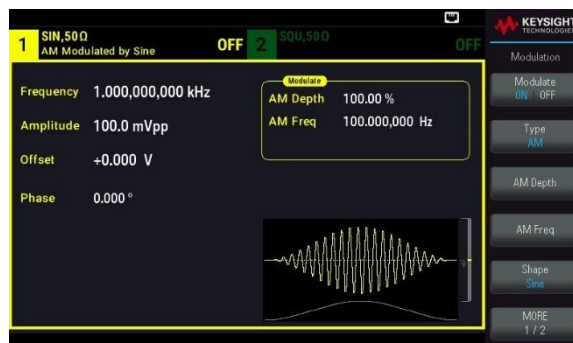 1
SIN,50Ω
AM Modulated by Sine
OFF
2
SQU,50Ω
OFF
Frequency 1.000,000,000 kHz
Amplitude 100.0 mVpp
Offset +0.000 V
Phase 0.000 °
Modulate
AM Depth 100.00 %
AM Freq 100.000,000 Hz
KEYSIGHT
TECHNOLOGIES
Modulation
Modulate
ON OFF
Type
AM
AM Depth
AM Freq
Shape
Sine
MORE
1 / 2